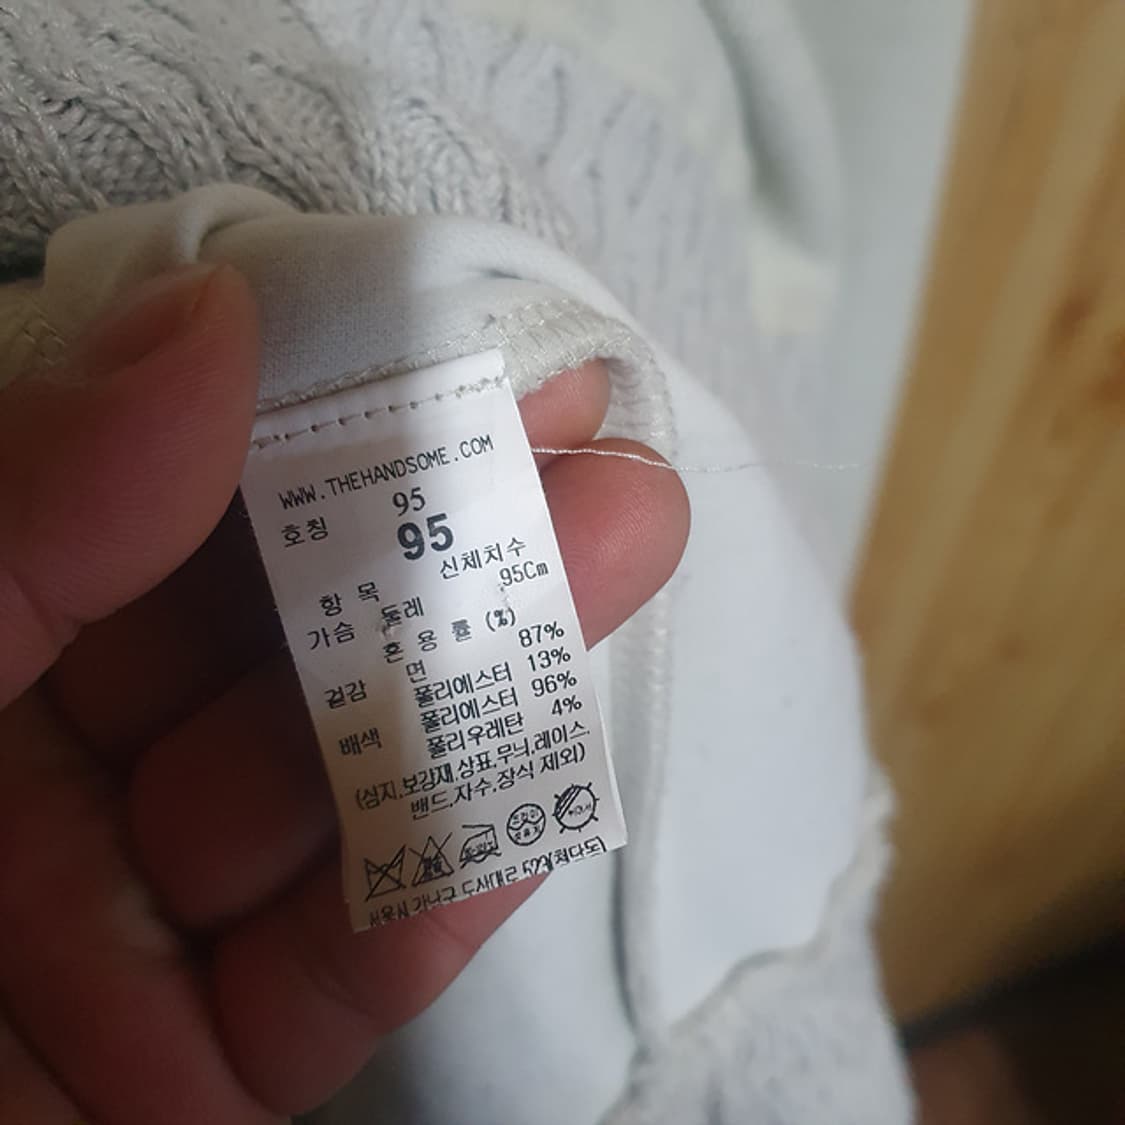 WWW.THEHANDSOME.COM
95
호칭 95
신체치수
항 목 95Cm
가슴 둘레
혼 용 률 (%)
면 87%
겉감 폴리에스터 13%
폴리에스터 96%
배색 폴리우레탄 4%
(심지,보강재,상표,무늬,레이스,
밴드,자수,장식 제외)